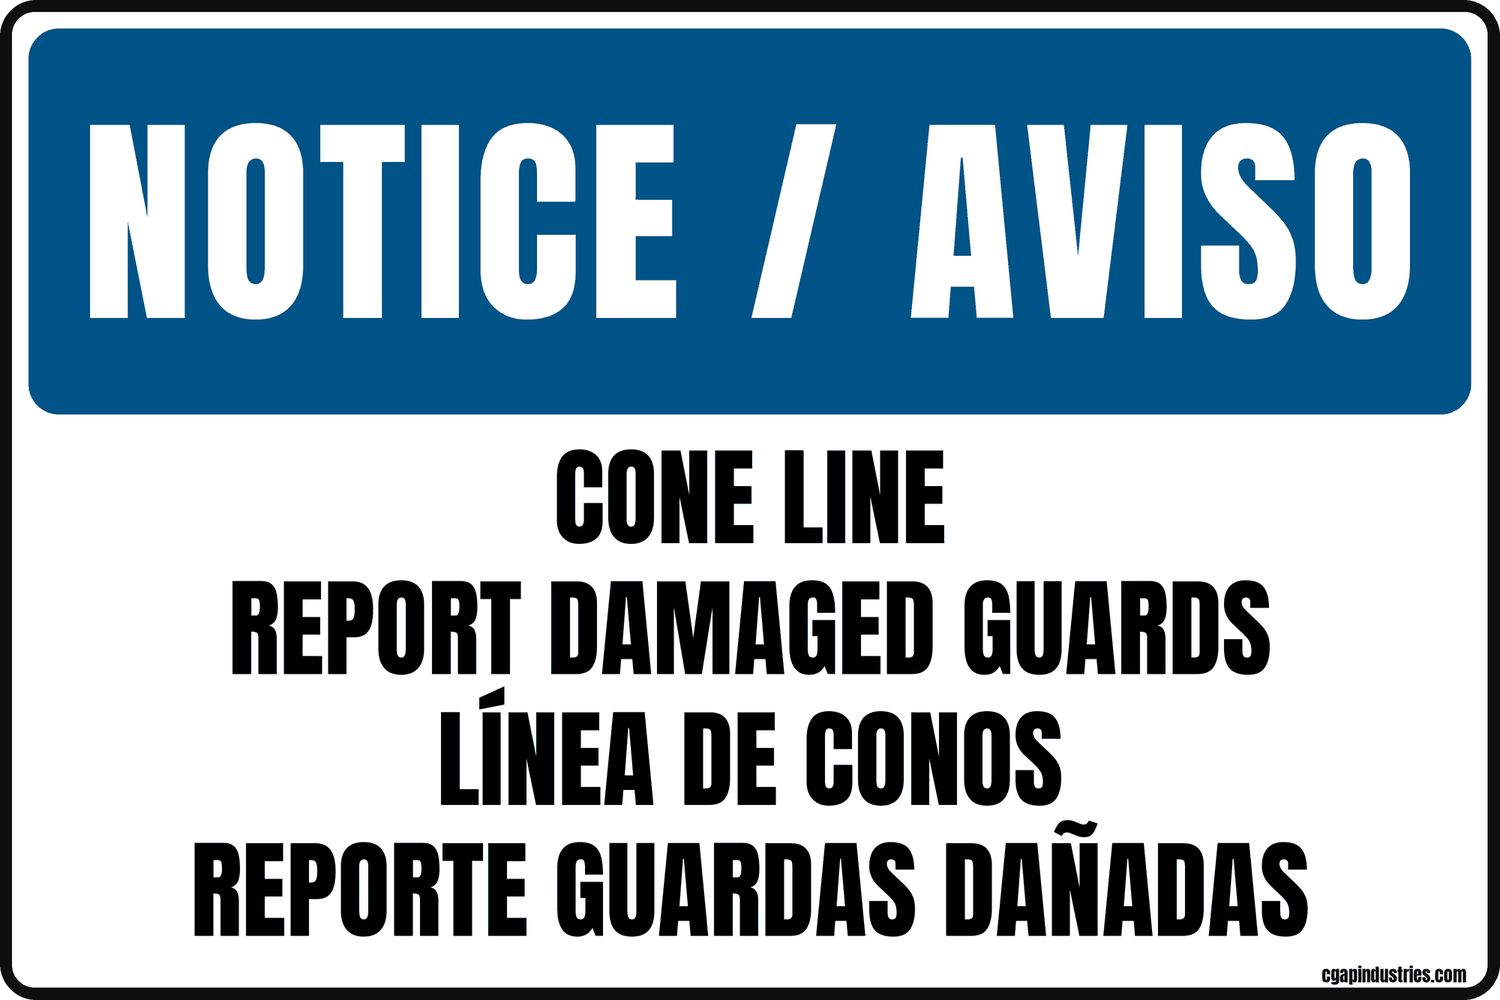 NOTICE / AVISO
CONE LINE
REPORT DAMAGED GUARDS
LÍNEA DE CONOS
REPORTE GUARDAS DAÑADAS
cgapindustries.com